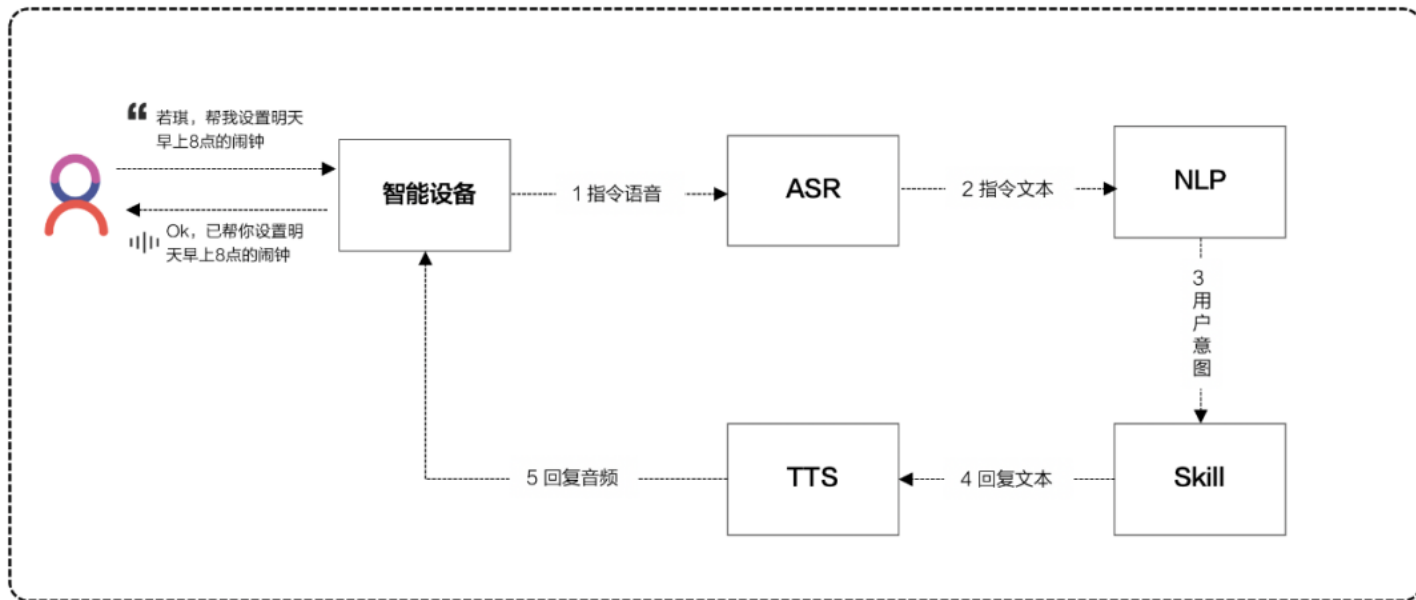 若琪，帮我设置明天
早上8点的闹钟
智能设备
1 指令语音
ASR
2 指令文本
NLP
Ok，已帮你设置明
天早上8点的闹钟
3
用
户
意
图
5 回复音频
TTS
4 回复文本
Skill